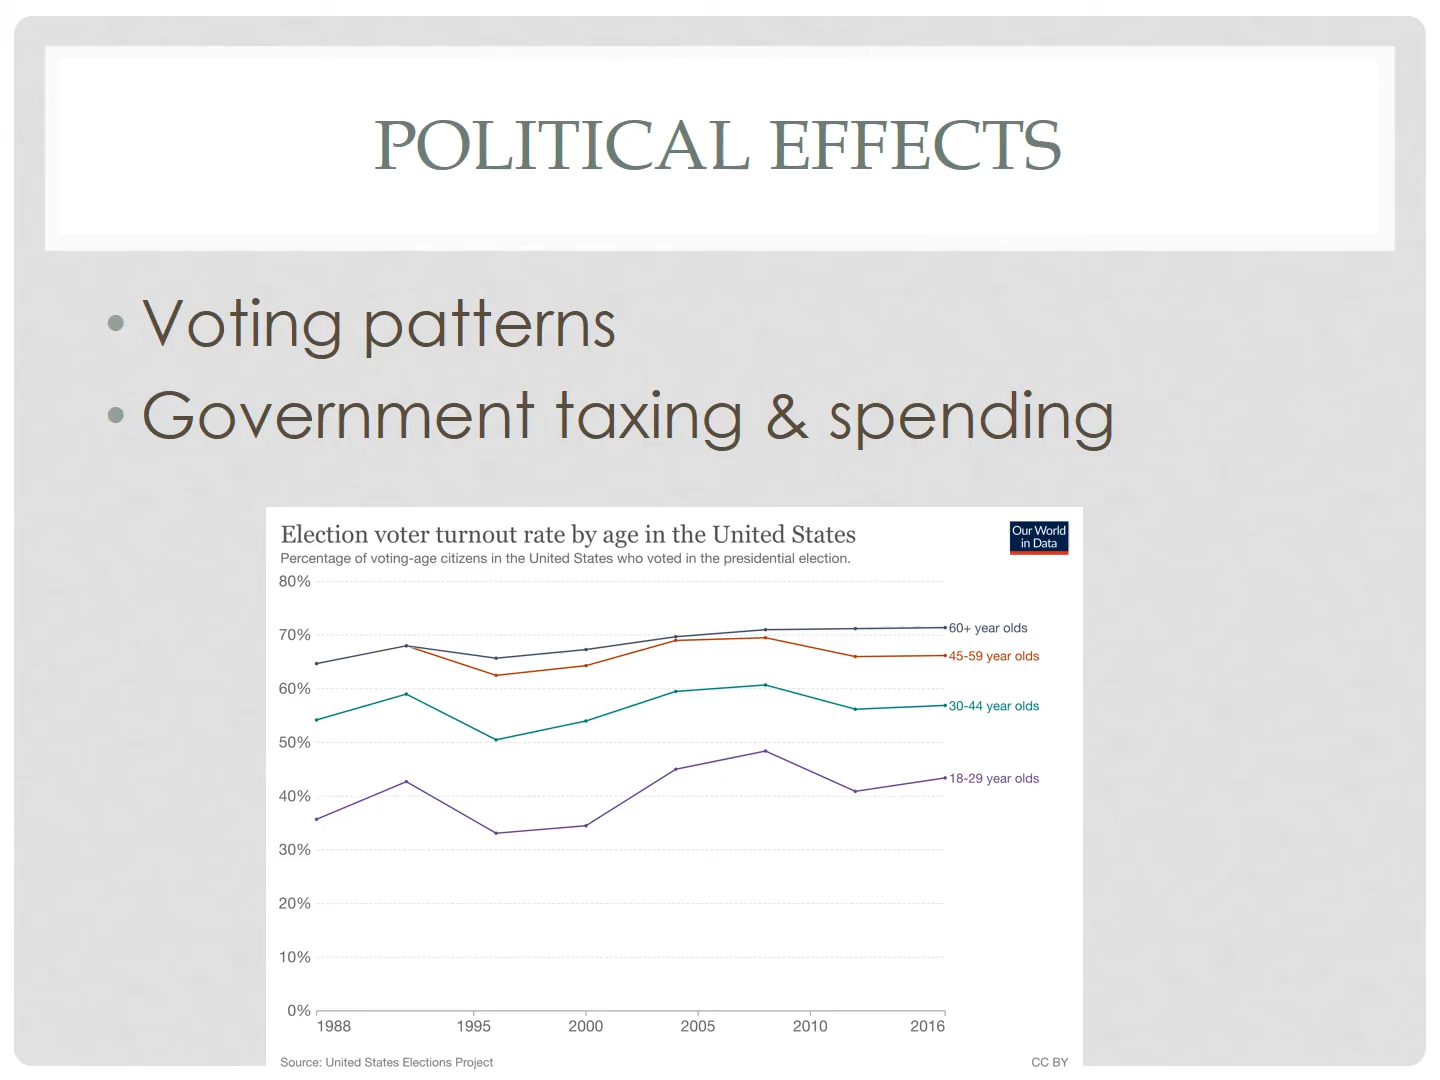 POLITICAL EFFECTS
• Voting patterns
• Government taxing & spending
Election voter turnout rate by age in the United States
Our World
in Data
Percentage of voting-age citizens in the United States who voted in the presidential election.
80%
70%
60%
50%
40%
30%
20%
10%
0%
60+ year olds
45-59 year olds
30-44 year olds
18-29 year olds
1988 1995 2000 2005 2010 2016
Source: United States Elections Project
CC BY